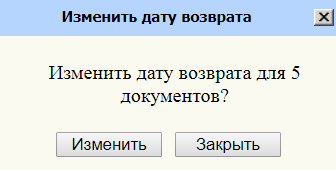 Изменить дату возврата
Изменить дату возврата для 5
документов?
Изменить Закрыть